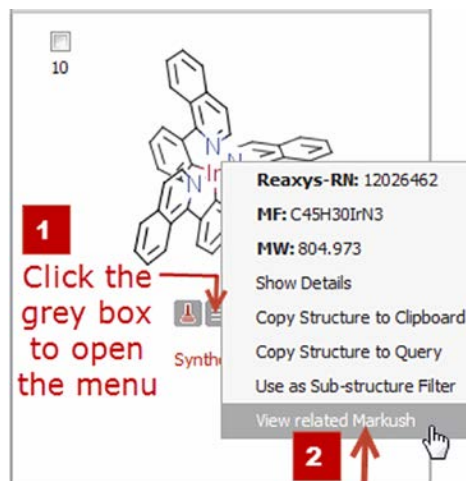 10
N
N
Ir
N
1
Click the
grey box
to open
the menu
Reaxys-RN: 12026462
MF: C45H30IrN3
MW: 804.973
Show Details
Copy Structure to Clipboard
Copy Structure to Query
Use as Sub-structure Filter
View related Markush
2